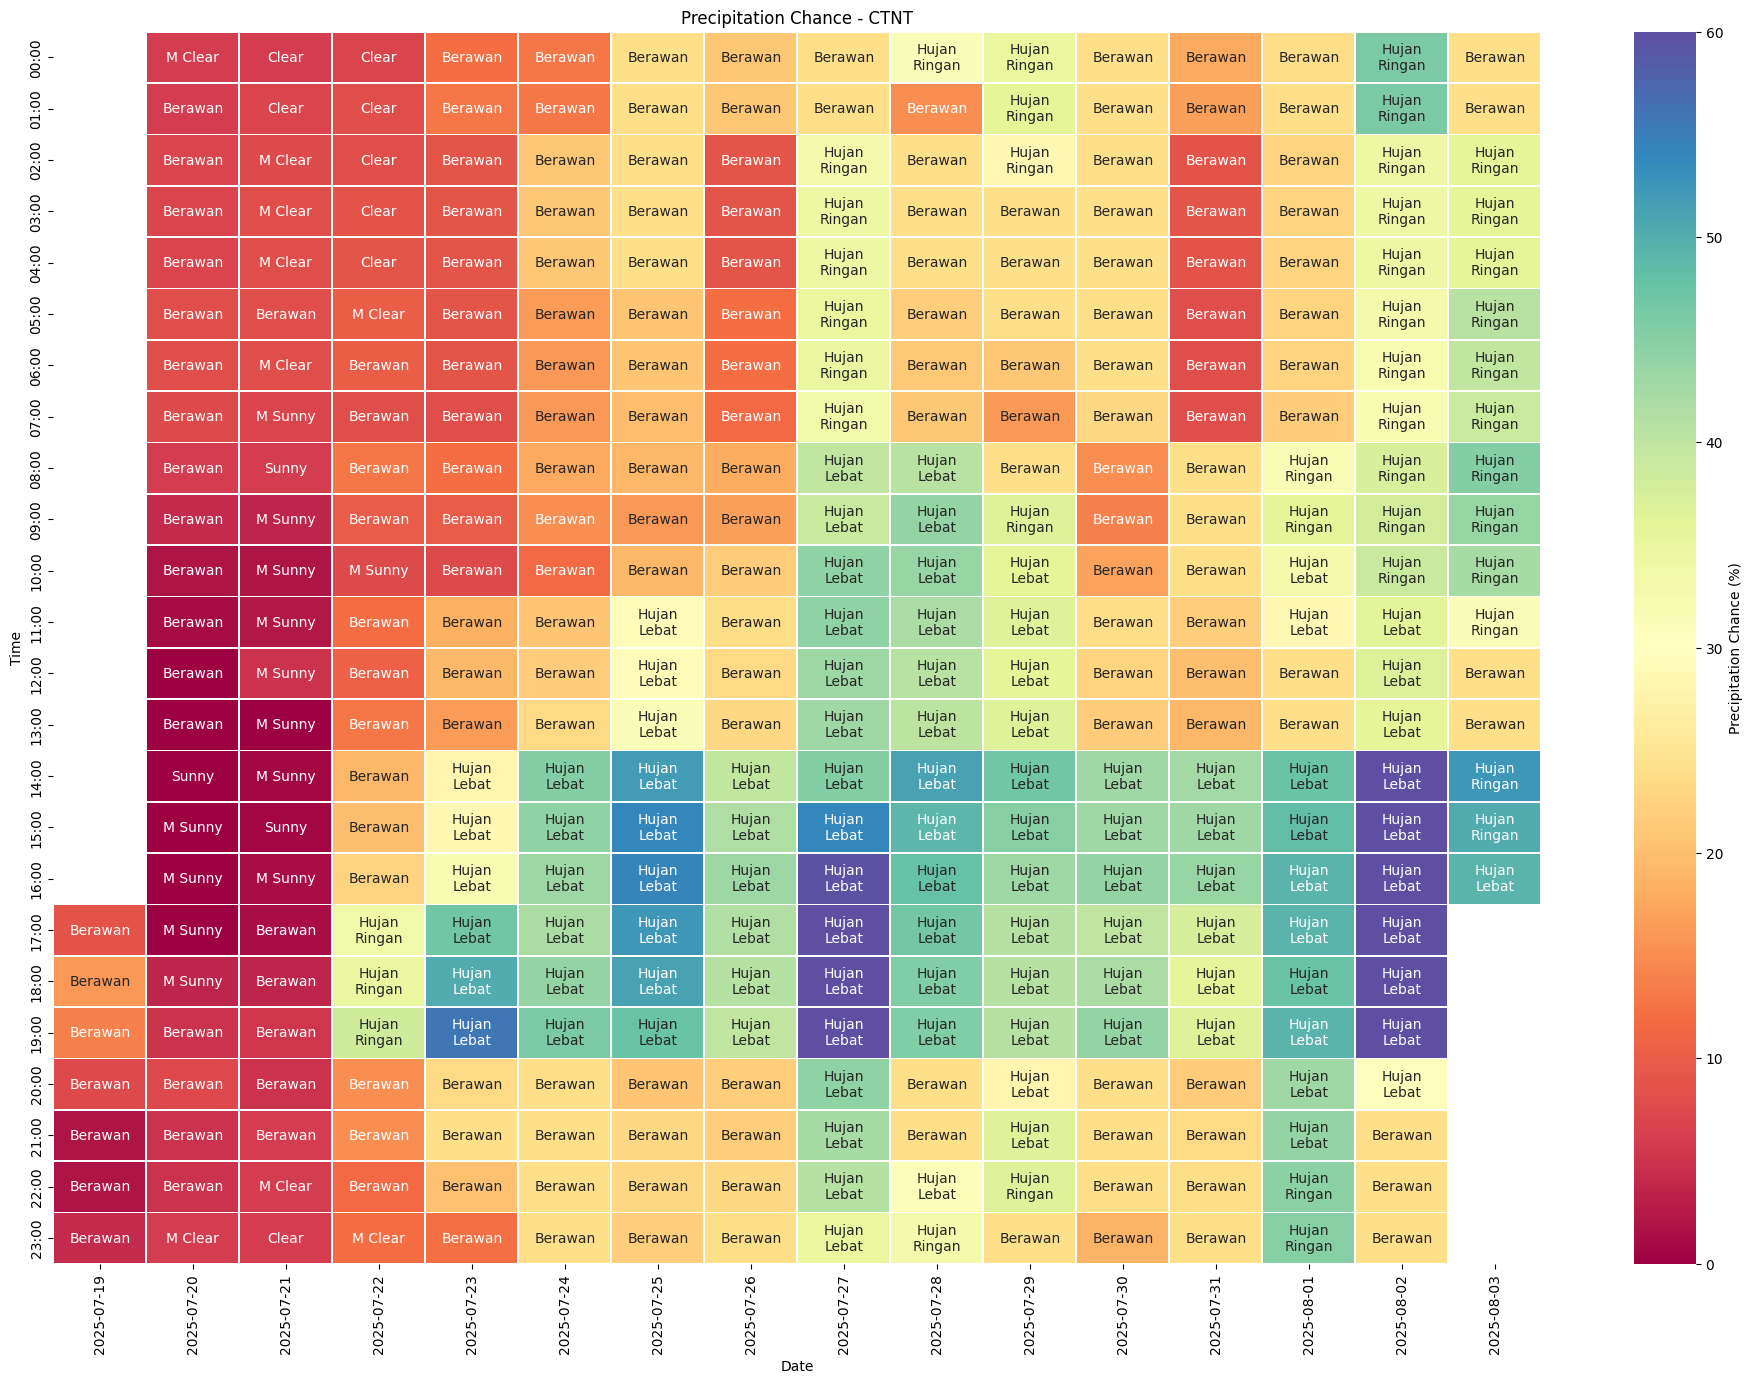 Precipitation Chance - CTNT
Time
00:00 M Clear Clear Clear Berawan Berawan Berawan Berawan Berawan Hujan Ringan Hujan Ringan Berawan Berawan Berawan Hujan Ringan Berawan
01:00 Berawan Clear Clear Berawan Berawan Berawan Berawan Berawan Berawan Hujan Ringan Berawan Berawan Berawan Hujan Ringan Berawan
02:00 Berawan M Clear Clear Berawan Berawan Berawan Berawan Hujan Ringan Berawan Hujan Ringan Berawan Berawan Berawan Hujan Ringan Hujan Ringan
03:00 Berawan M Clear Clear Berawan Berawan Berawan Berawan Hujan Ringan Berawan Berawan Berawan Berawan Berawan Hujan Ringan Hujan Ringan
04:00 Berawan M Clear Clear Berawan Berawan Berawan Berawan Hujan Ringan Berawan Berawan Berawan Berawan Berawan Hujan Ringan Hujan Ringan
05:00 Berawan Berawan M Clear Berawan Berawan Berawan Berawan Hujan Ringan Berawan Berawan Berawan Berawan Berawan Hujan Ringan Hujan Ringan
06:00 Berawan M Clear Berawan Berawan Berawan Berawan Berawan Hujan Ringan Berawan Berawan Berawan Berawan Berawan Hujan Ringan Hujan Ringan
07:00 Berawan M Sunny Berawan Berawan Berawan Berawan Berawan Hujan Ringan Berawan Berawan Berawan Berawan Berawan Hujan Ringan Hujan Ringan
08:00 Berawan Sunny Berawan Berawan Berawan Berawan Berawan Hujan Lebat Hujan Lebat Berawan Berawan Berawan Hujan Ringan Hujan Ringan Hujan Ringan
09:00 Berawan M Sunny Berawan Berawan Berawan Berawan Berawan Hujan Lebat Hujan Lebat Hujan Ringan Berawan Berawan Hujan Ringan Hujan Ringan Hujan Ringan
10:00 Berawan M Sunny M Sunny Berawan Berawan Berawan Berawan Hujan Lebat Hujan Lebat Hujan Lebat Berawan Berawan Hujan Lebat Hujan Ringan Hujan Ringan
11:00 Berawan M Sunny Berawan Berawan Berawan Hujan Lebat Berawan Hujan Lebat Hujan Lebat Hujan Lebat Berawan Berawan Hujan Lebat Hujan Lebat Hujan Ringan
12:00 Berawan M Sunny Berawan Berawan Berawan Hujan Lebat Berawan Hujan Lebat Hujan Lebat Hujan Lebat Berawan Berawan Berawan Hujan Lebat Berawan
13:00 Berawan M Sunny Berawan Berawan Berawan Hujan Lebat Berawan Hujan Lebat Hujan Lebat Hujan Lebat Berawan Berawan Berawan Hujan Lebat Berawan
14:00 Sunny M Sunny Berawan Hujan Lebat Hujan Lebat Hujan Lebat Hujan Lebat Hujan Lebat Hujan Lebat Hujan Lebat Hujan Lebat Hujan Lebat Hujan Lebat Hujan Lebat Hujan Ringan
15:00 M Sunny Sunny Berawan Hujan Lebat Hujan Lebat Hujan Lebat Hujan Lebat Hujan Lebat Hujan Lebat Hujan Lebat Hujan Lebat Hujan Lebat Hujan Lebat Hujan Lebat Hujan Ringan
16:00 M Sunny M Sunny Berawan Hujan Lebat Hujan Lebat Hujan Lebat Hujan Lebat Hujan Lebat Hujan Lebat Hujan Lebat Hujan Lebat Hujan Lebat Hujan Lebat Hujan Lebat Hujan Lebat
17:00 Berawan M Sunny Berawan Hujan Ringan Hujan Lebat Hujan Lebat Hujan Lebat Hujan Lebat Hujan Lebat Hujan Lebat Hujan Lebat Hujan Lebat Hujan Lebat Hujan Lebat Hujan Lebat
18:00 Berawan M Sunny Berawan Hujan Ringan Hujan Lebat Hujan Lebat Hujan Lebat Hujan Lebat Hujan Lebat Hujan Lebat Hujan Lebat Hujan Lebat Hujan Lebat Hujan Lebat Hujan Lebat
19:00 Berawan Berawan Berawan Hujan Ringan Hujan Lebat Hujan Lebat Hujan Lebat Hujan Lebat Hujan Lebat Hujan Lebat Hujan Lebat Hujan Lebat Hujan Lebat Hujan Lebat Hujan Lebat
20:00 Berawan Berawan Berawan Berawan Berawan Berawan Berawan Berawan Hujan Lebat Berawan Hujan Lebat Berawan Berawan Hujan Lebat Hujan Lebat
21:00 Berawan Berawan Berawan Berawan Berawan Berawan Berawan Berawan Hujan Lebat Berawan Hujan Lebat Berawan Berawan Hujan Lebat Berawan
22:00 Berawan Berawan M Clear Berawan Berawan Berawan Berawan Berawan Hujan Lebat Hujan Lebat Hujan Ringan Berawan Berawan Hujan Ringan Berawan
23:00 Berawan M Clear Clear M Clear Berawan Berawan Berawan Berawan Hujan Lebat Hujan Ringan Berawan Berawan Berawan Hujan Ringan Berawan
2025-07-19 2025-07-20 2025-07-21 2025-07-22 2025-07-23 2025-07-24 2025-07-25 2025-07-26 2025-07-27 2025-07-28 2025-07-29 2025-07-30 2025-07-31 2025-08-01 2025-08-02 2025-08-03
Date
60
50
40
30
20
10
0
Precipitation Chance (%)